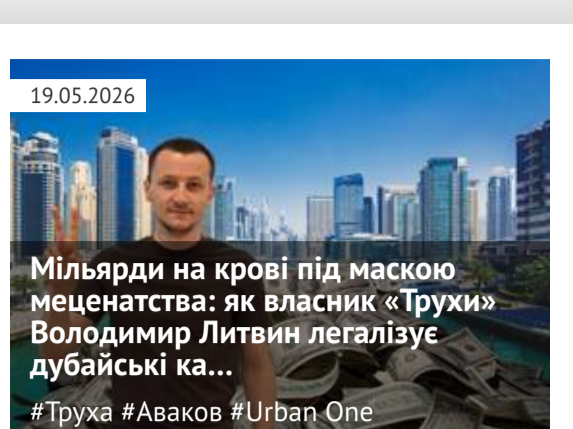 19.05.2026
Мільярди на крові під маскою
меценатства: як власник «Трухи»
Володимир Литвин легалізує
дубайські ка...
#Труха #Аваков #Urban One